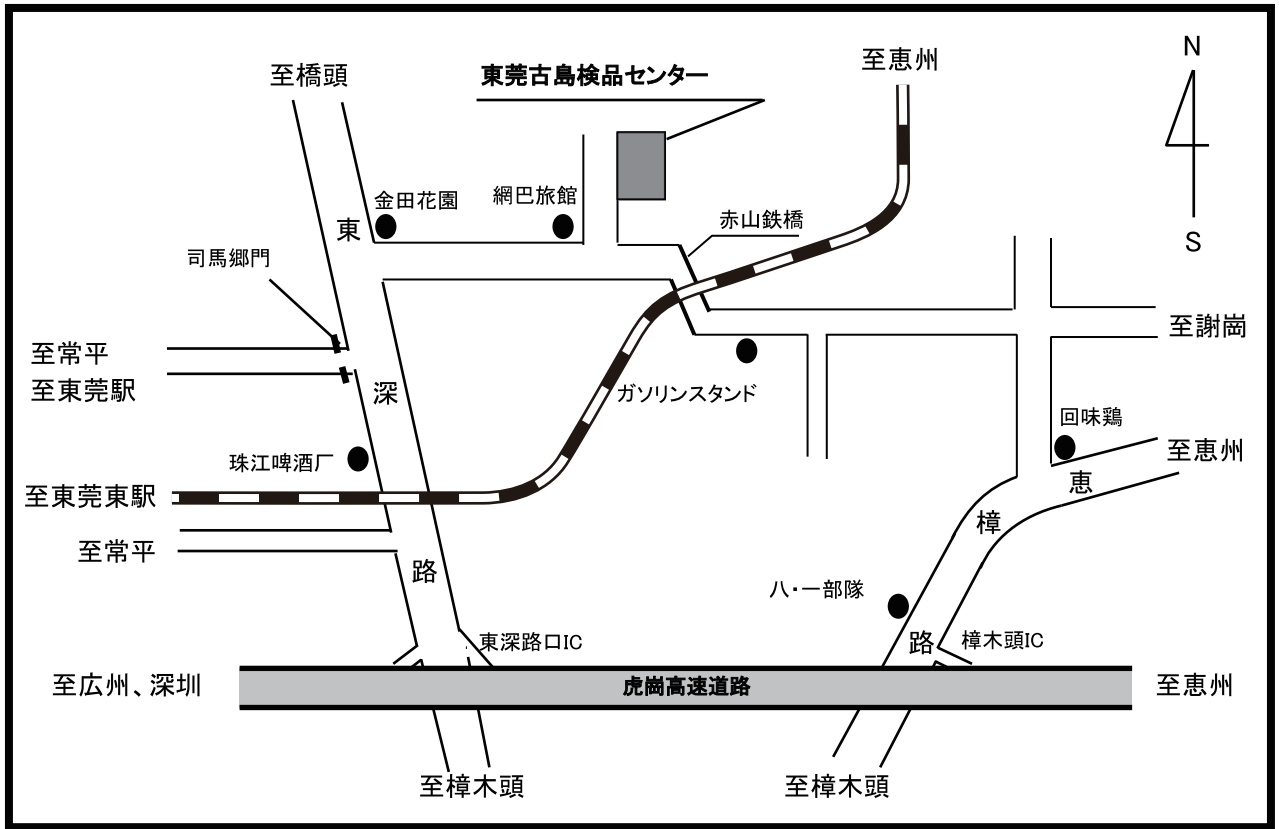 至橋頭
東莞古島検品センター
至恵州
N
S
金田花園
網巴旅館
赤山鉄橋
東
司馬郷門
至常平
至東莞駅
至謝崗
深
ガソリンスタンド
回味鶏
至恵州
珠江啤酒厂
至東莞東駅
恵
樟
至常平
路
八・一部隊
路
東深路口IC
樟木頭IC
至広州、深圳
虎崗高速道路
至恵州
至樟木頭
至樟木頭